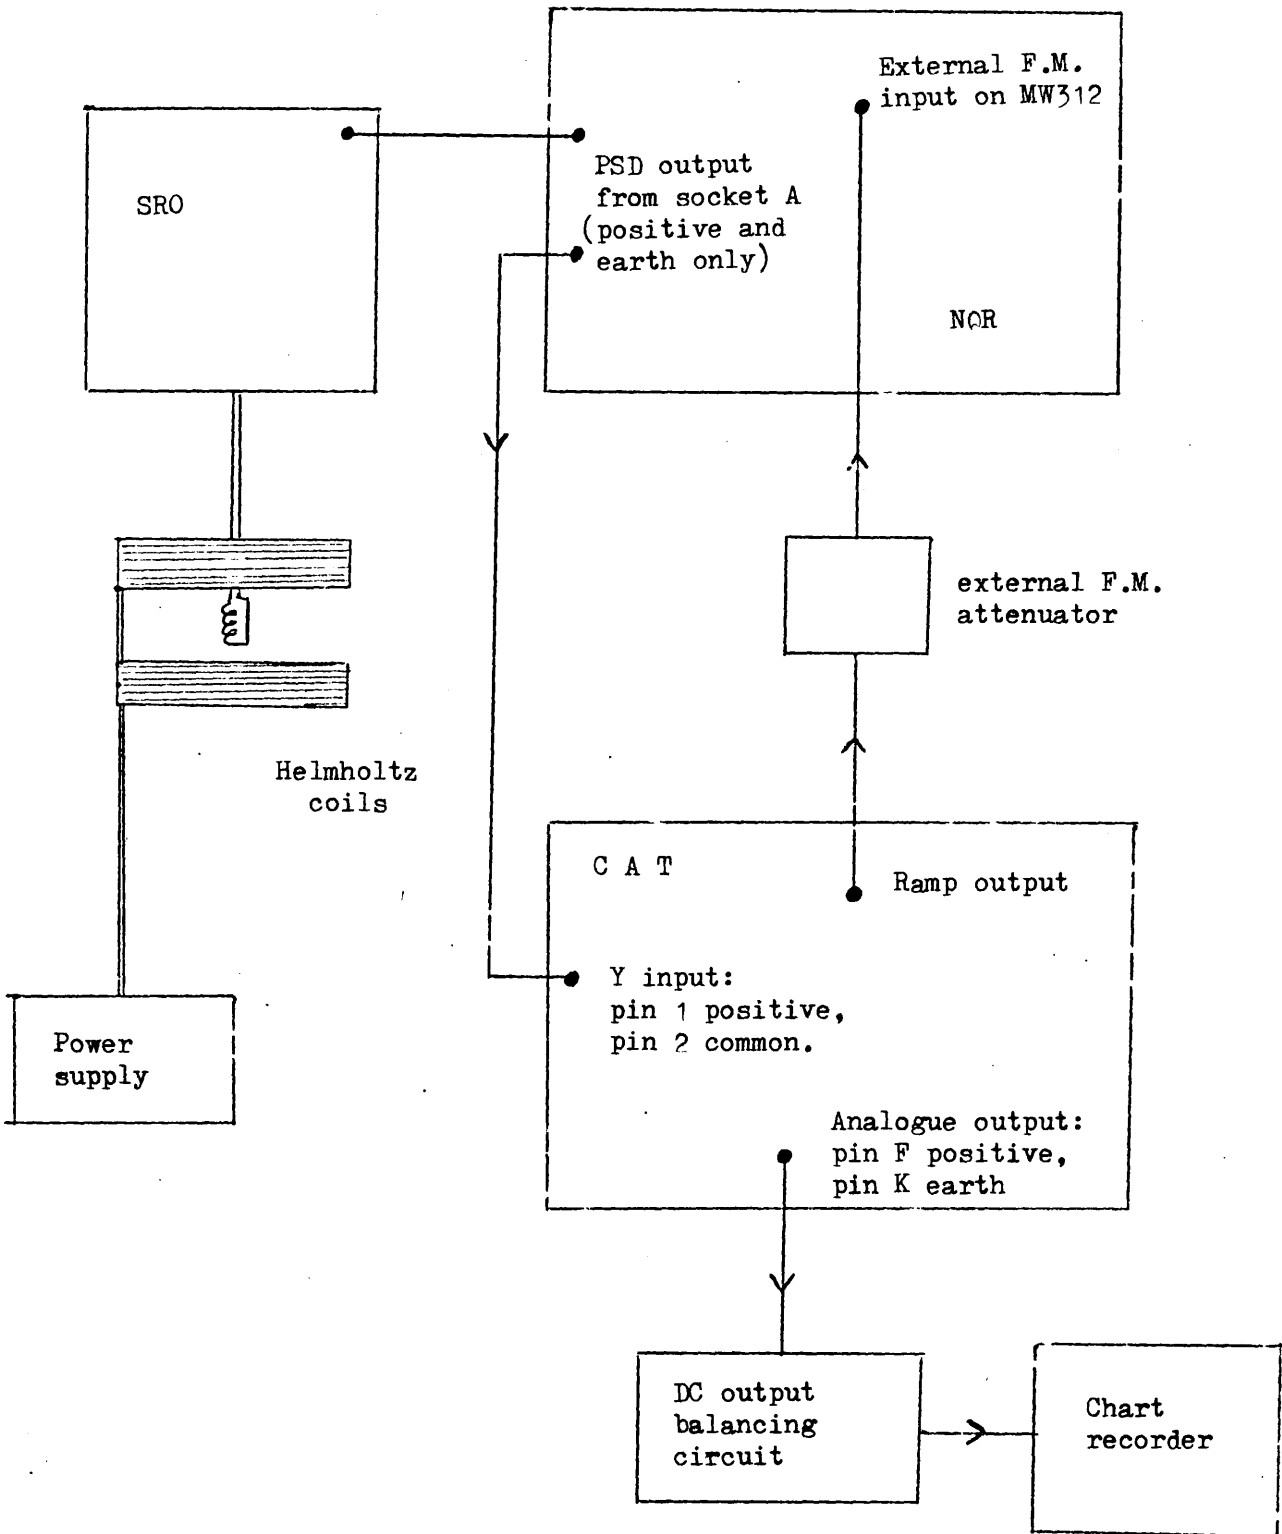 External F.M.
input on MW312
SRO
PSD output
from socket A
(positive and
earth only)
NQR
external F.M.
attenuator
Helmholtz
coils
C A T
Ramp output
Y input:
pin 1 positive,
pin 2 common.
Power
supply
Analogue output:
pin F positive,
pin K earth
DC output
balancing
circuit
Chart
recorder